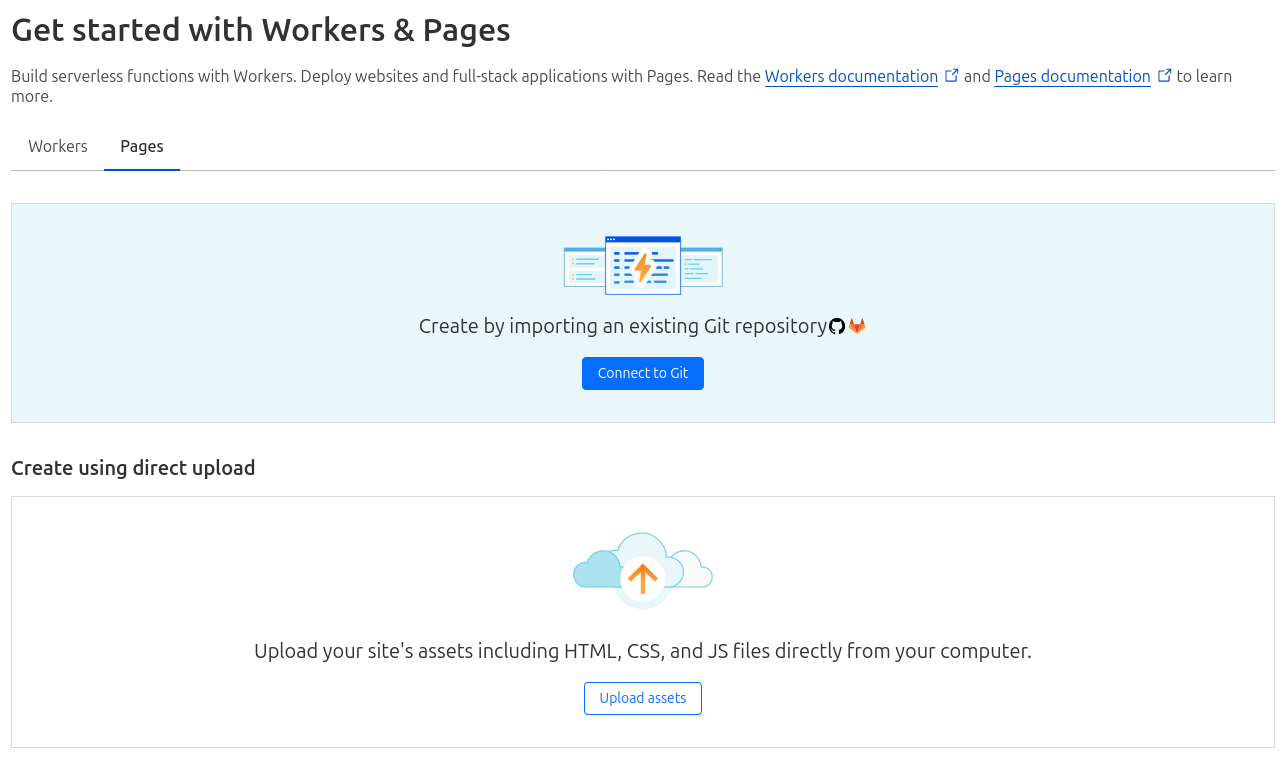 Get started with Workers & Pages
Build serverless functions with Workers. Deploy websites and full-stack applications with Pages. Read the Workers documentation and Pages documentation to learn
more.
Workers Pages
Create by importing an existing Git repository
Connect to Git
Create using direct upload
Upload your site's assets including HTML, CSS, and JS files directly from your computer.
Upload assets